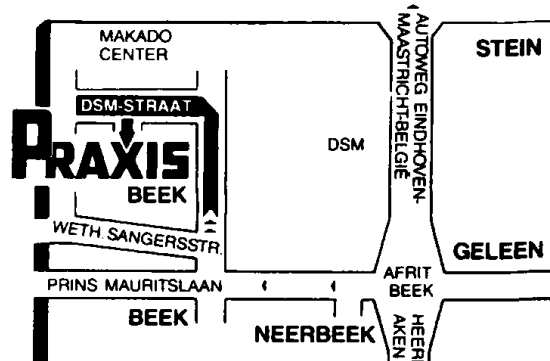 MAKADO
CENTER
AUTOWEG EINDHOVEN-
MAASTRICHT-BELGIË
STEIN
DSM-STRAAT
PRAXIS
DSM
BEEK
WETH. SANGERSSTR.
GELEEN
AFRIT
BEEK
PRINS MAURITSLAAN
BEEK
NEERBEEK
HEER
AKEN